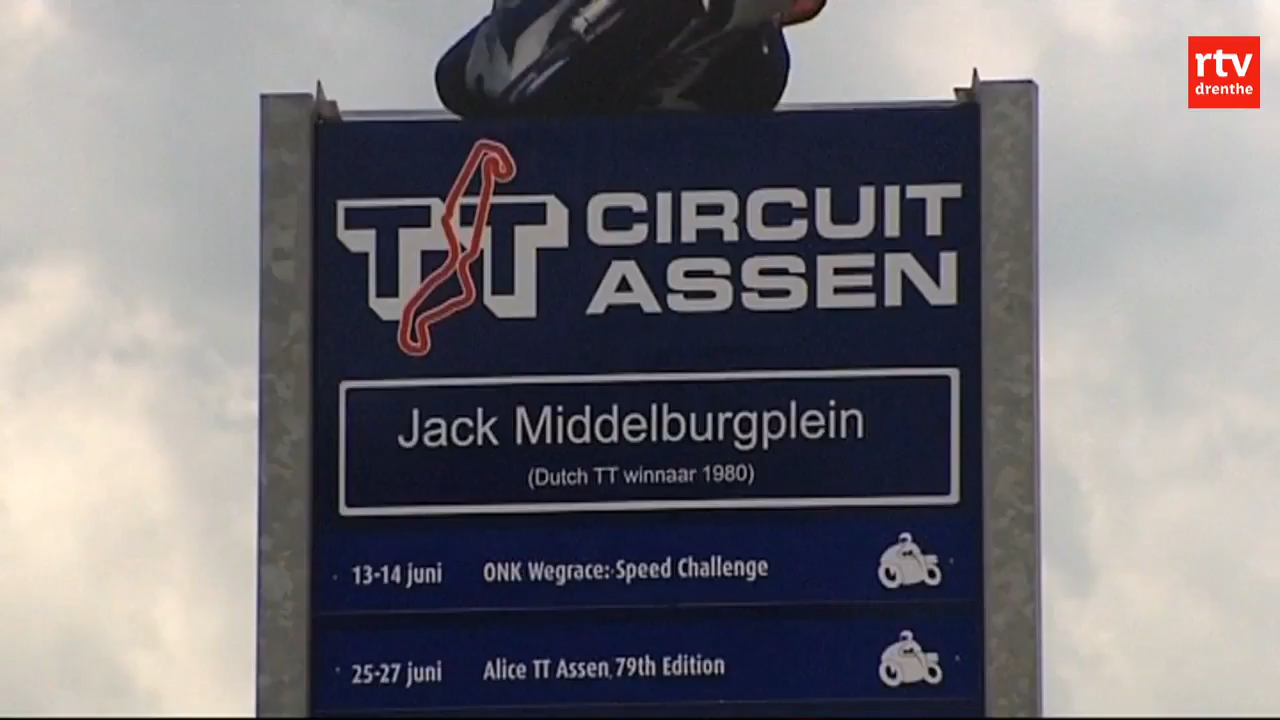 rtv
drenthe
TT CIRCUIT
ASSEN
Jack Middelburgplein
(Dutch TT winnaar 1980)
13-14 juni ONK Wegrace: Speed Challenge
25-27 juni Alice TT Assen, 79th Edition